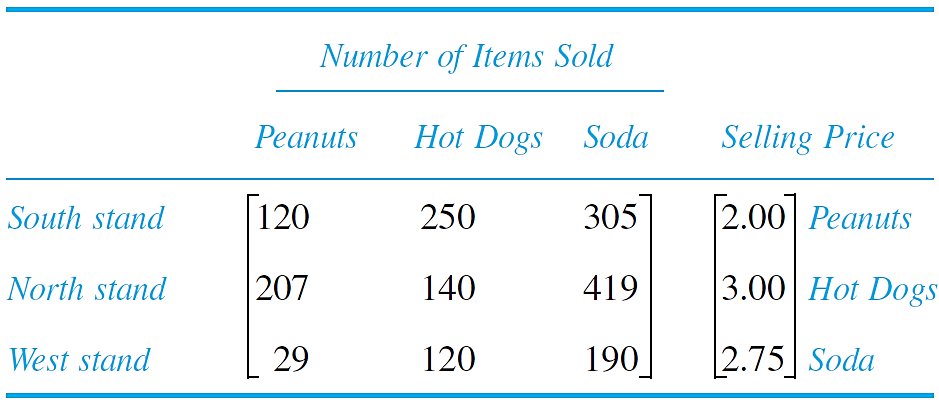 Number of Items Sold
Peanuts Hot Dogs Soda Selling Price
South stand 120 250 305 2.00 Peanuts
North stand 207 140 419 3.00 Hot Dogs
West stand 29 120 190 2.75 Soda